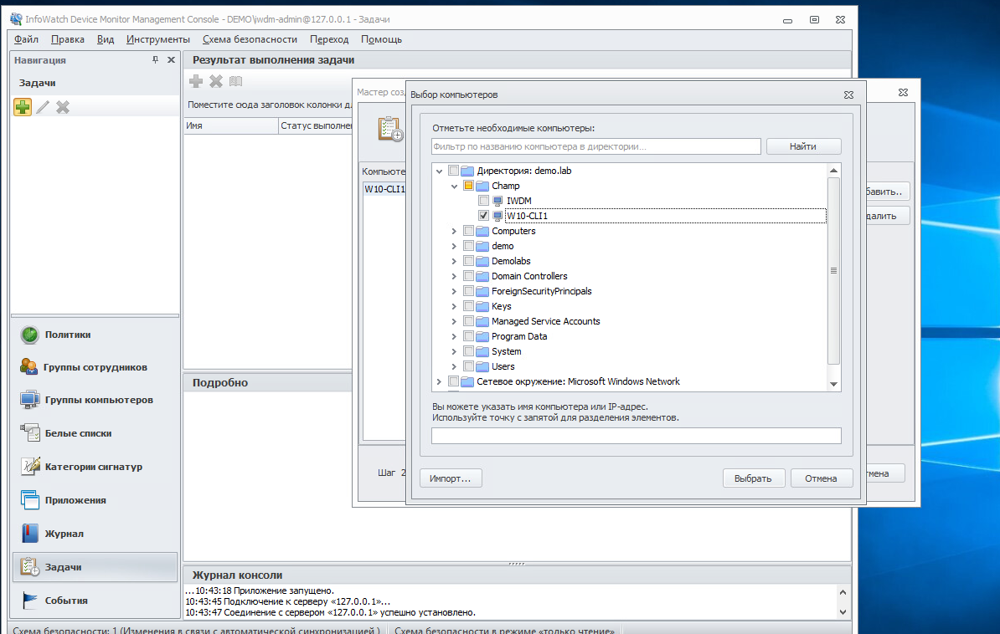 InfoWatch Device Monitor Management Console - DEMO\iwdm-admin@127.0.0.1 - Задачи
Файл Правка Вид Инструменты Схема безопасности Переход Помощь
Навигация
Задачи
Результат выполнения задачи
Поместите сюда заголовок колонки д
Имя Статус выполнен
Мастер соз
Компьюте
W10-CLI1
бавить..
далить
Шаг 2
мена
Выбор компьютеров
Отметьте необходимые компьютеры:
Фильтр по названию компьютера в директории... Найти
Директория: demo.lab
Champ
IWDM
W10-CLI1
Computers
demo
Demolabs
Domain Controllers
ForeignSecurityPrincipals
Keys
Managed Service Accounts
Program Data
System
Users
Сетевое окружение: Microsoft Windows Network
Вы можете указать имя компьютера или IP-адрес.
Используйте точку с запятой для разделения элементов.
Импорт... Выбрать Отмена
Политики
Группы сотрудников
Группы компьютеров
Белые списки
Категории сигнатур
Приложения
Журнал
Задачи
События
Подробно
Журнал консоли
...10:43:18 Приложение запущено.
10:43:45 Подключение к серверу «127.0.0.1»...
10:43:47 Соединение с сервером «127.0.0.1» успешно установлено.
Схема безопасности: 1 (Изменения в связи с автоматической синхронизацией.) Схема безопасности в режиме «только чтение»